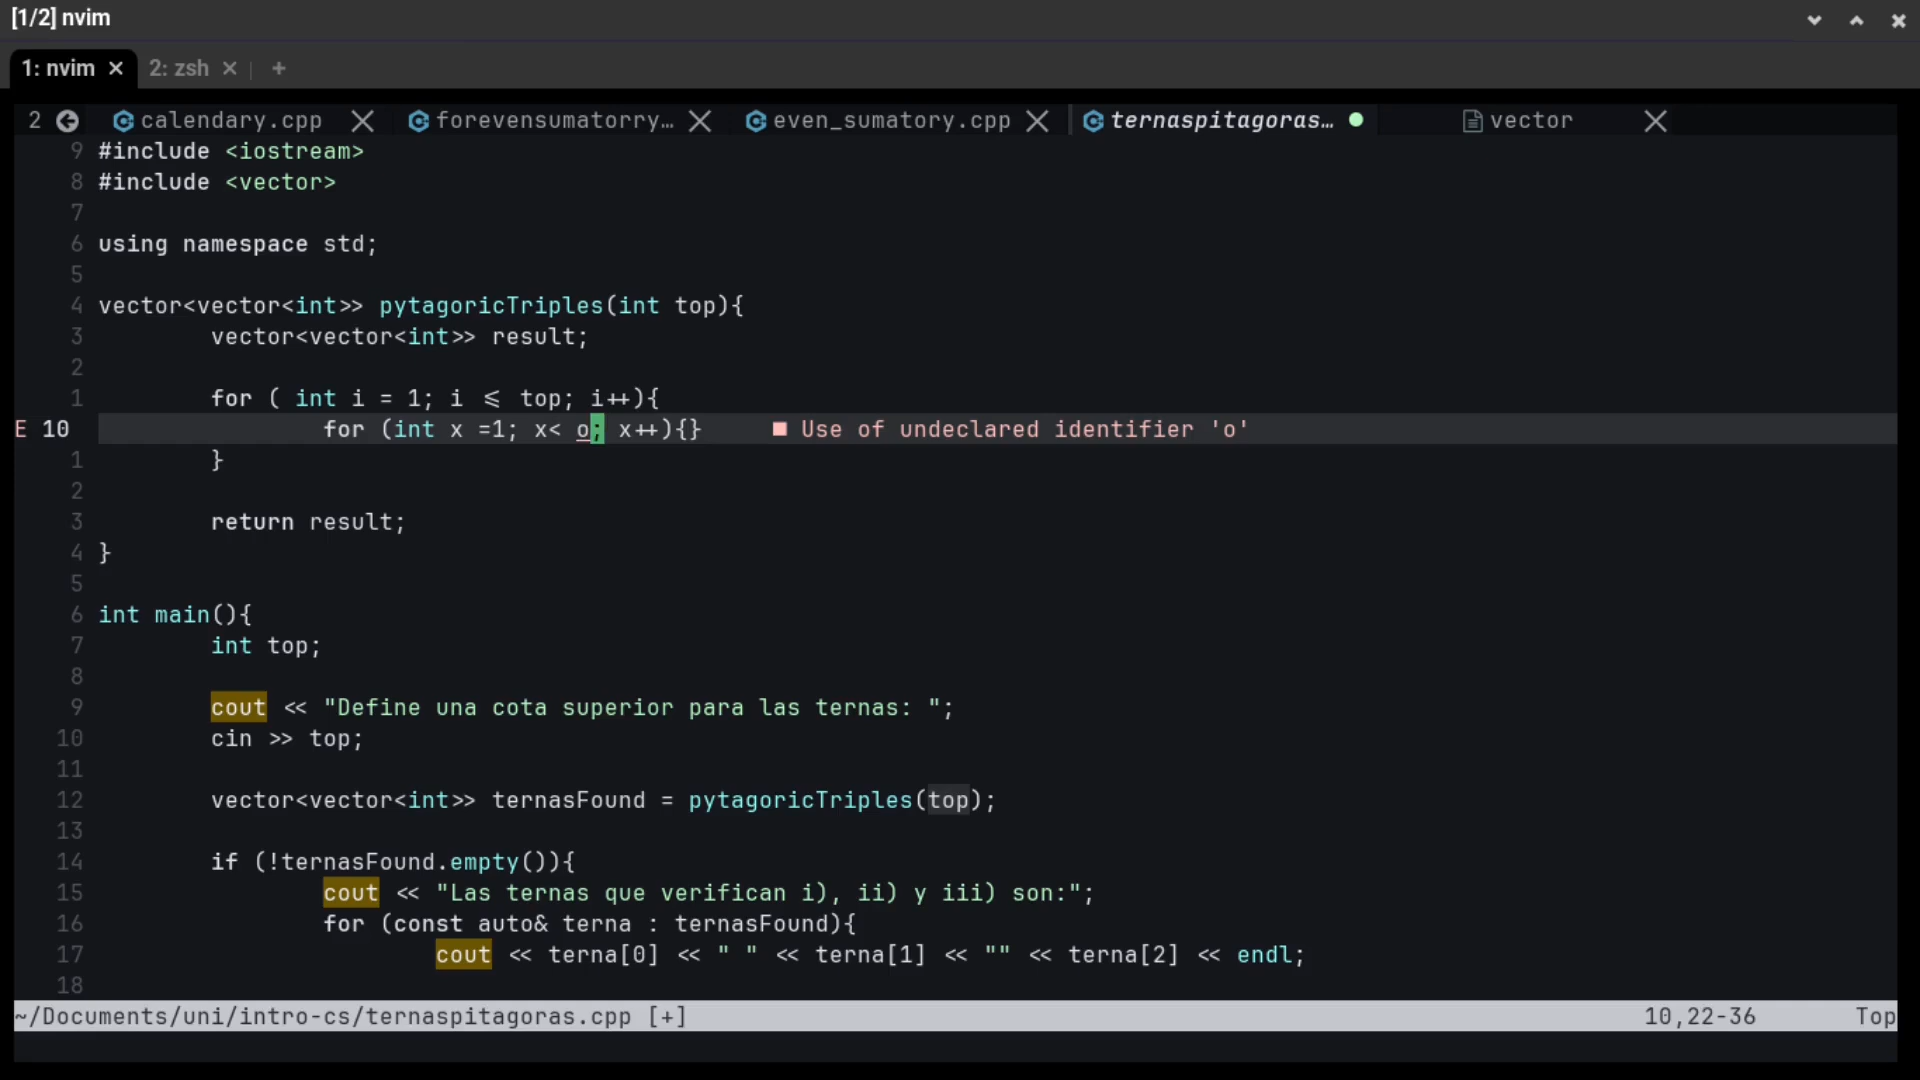 [1/2] nvim
1: nvim 2: zsh +
2 calendary.cpp forevensumatorry… even_sumatory.cpp ternaspitagoras… vector
9 #include <iostream>
8 #include <vector>
7
6 using namespace std;
5
4 vector<vector<int>> pytagoricTriples(int top){
3 vector<vector<int>> result;
2
1 for ( int i = 1; i <= top; i++){
E 10 for (int x =1; x< o; x++){} ■ Use of undeclared identifier 'o'
1 }
2
3 return result;
4 }
5
6 int main(){
7 int top;
8
9 cout << "Define una cota superior para las ternas: ";
10 cin >> top;
11
12 vector<vector<int>> ternasFound = pytagoricTriples(top);
13
14 if (!ternasFound.empty()){
15 cout << "Las ternas que verifican i), ii) y iii) son:";
16 for (const auto& terna : ternasFound){
17 cout << terna[0] << " " << terna[1] << "" << terna[2] << endl;
18
~/Documents/uni/intro-cs/ternaspitagoras.cpp [+] 10,22-36 Top